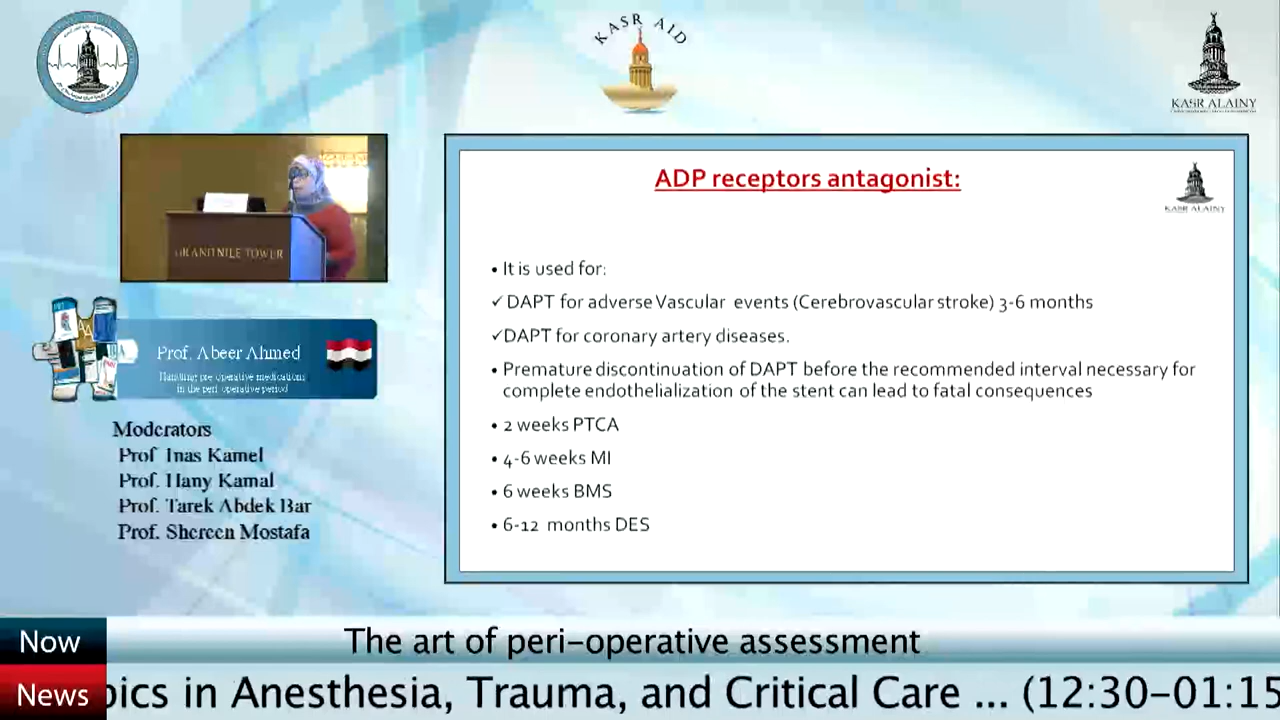 KASR AID
KASR ALAINY
GRAND NILE TOWER
Prof. Abeer Ahmed
Handling pre operative medications
in the peri operative period
Moderators
Prof Inas Kamel
Prof. Hany Kamal
Prof. Tarek Abdek Bar
Prof. Shereen Mostafa
ADP receptors antagonist:
KASR ALAINY
• It is used for:
✓ DAPT for adverse Vascular events (Cerebrovascular stroke) 3-6 months
✓DAPT for coronary artery diseases.
• Premature discontinuation of DAPT before the recommended interval necessary for
complete endothelialization of the stent can lead to fatal consequences
• 2 weeks PTCA
• 4-6 weeks MI
• 6 weeks BMS
• 6-12 months DES
Now
The art of peri-operative assessment
News
pics in Anesthesia, Trauma, and Critical Care ... (12:30-01:15